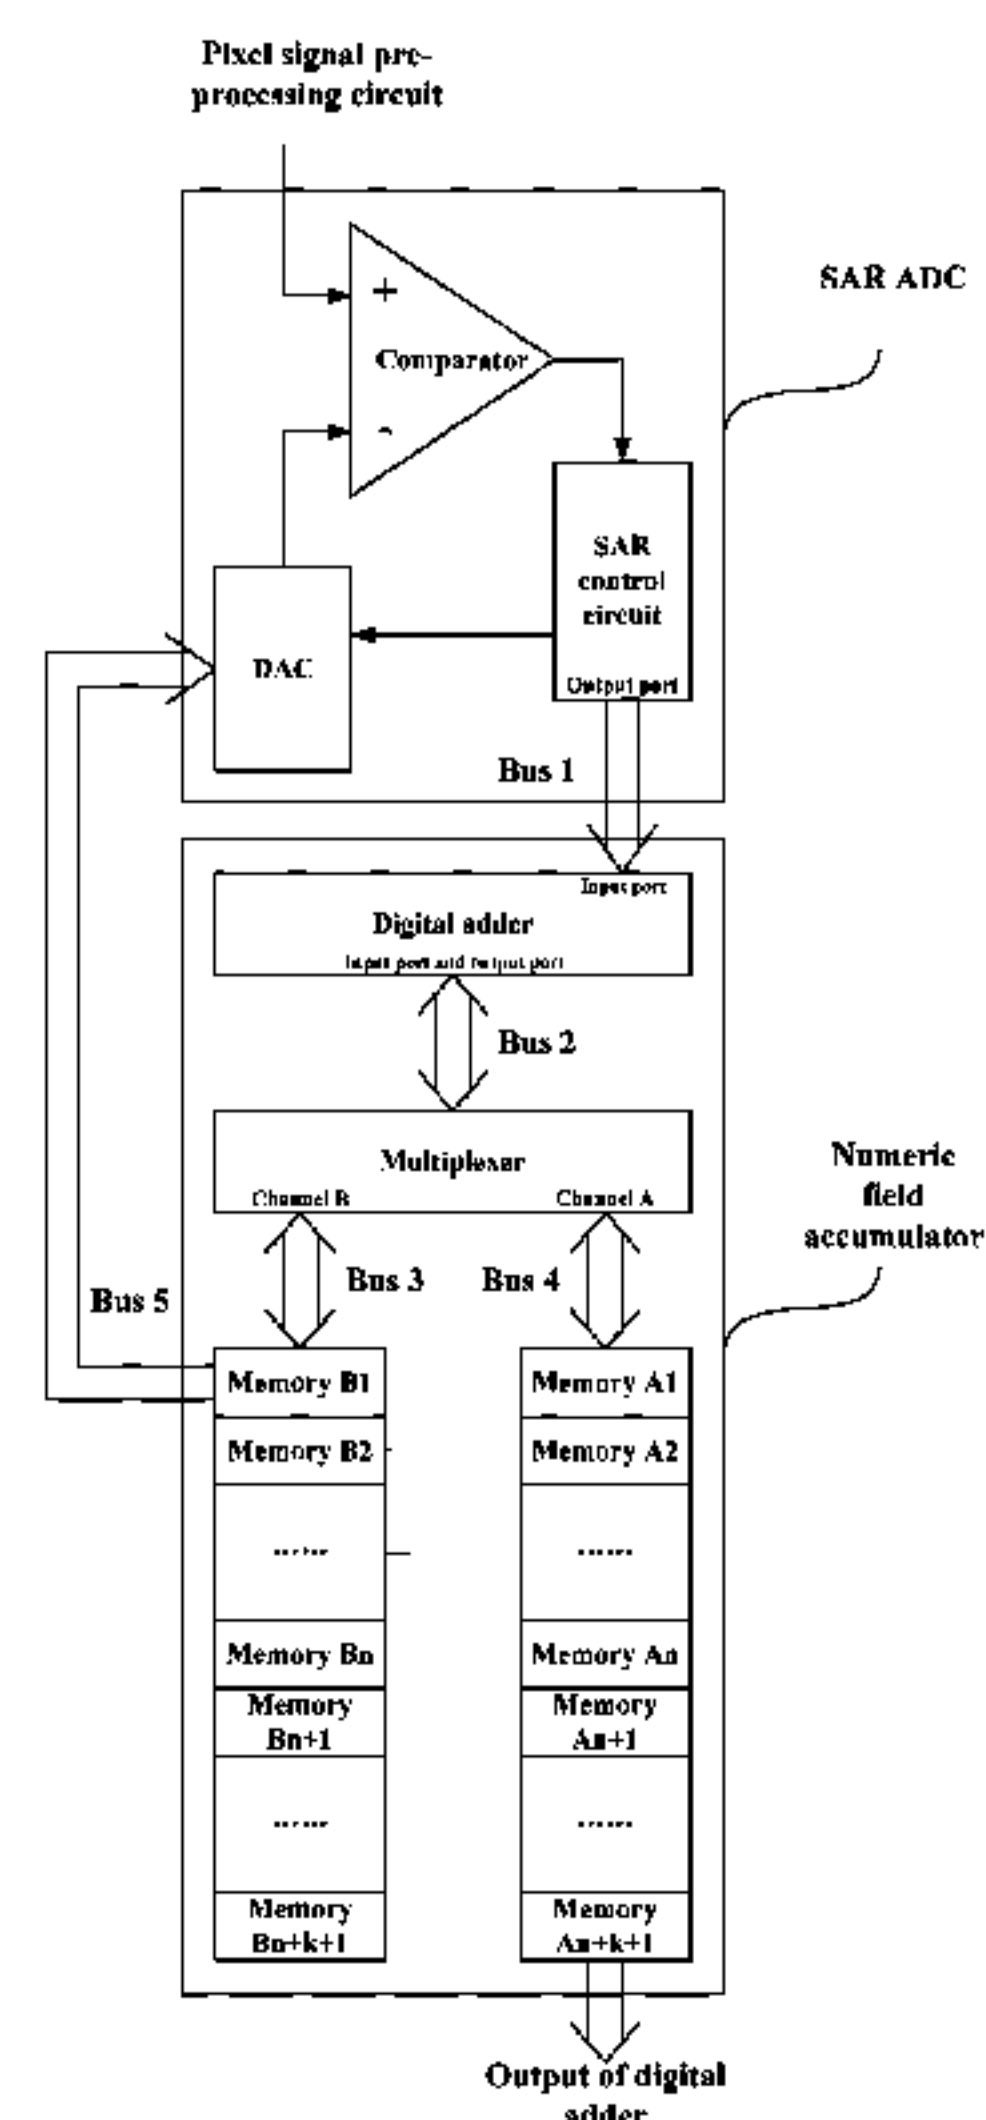 Pixel signal pre-
processing circuit
SAR ADC
+
Comparator
-
SAR
control
circuit
Output port
DAC
Bus 1
Input port
Digital adder
Input port and output port
Bus 2
Multiplexer
Channel B
Channel A
Numeric
field
accumulator
Bus 3
Bus 4
Bus 5
Memory B1
Memory A1
Memory B2
Memory A2
......
......
Memory Bn
Memory An
Memory
Bn+1
Memory
An+1
......
......
Memory
Bn+k+1
Memory
An+k+1
Output of digital
adder